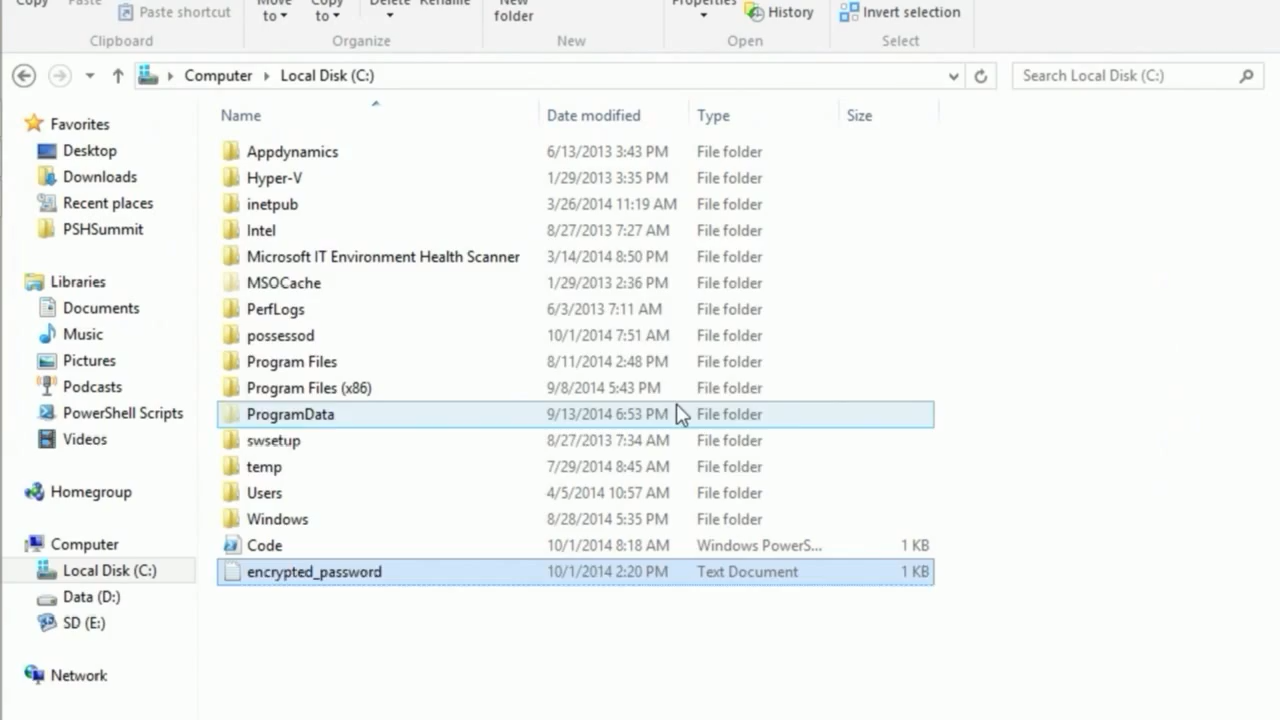 Copy Paste Paste shortcut Move to Copy to Delete Rename New folder Properties History Invert selection
Clipboard Organize New Open Select
Computer Local Disk (C:) Search Local Disk (C:)
Name Date modified Type Size
Favorites
Desktop
Downloads
Recent places
PSHSummit
Libraries
Documents
Music
Pictures
Podcasts
PowerShell Scripts
Videos
Homegroup
Computer
Local Disk (C:)
Data (D:)
SD (E:)
Network
Appdynamics 6/13/2013 3:43 PM File folder
Hyper-V 1/29/2013 3:35 PM File folder
inetpub 3/26/2014 11:19 AM File folder
Intel 8/27/2013 7:27 AM File folder
Microsoft IT Environment Health Scanner 3/14/2014 8:50 PM File folder
MSOCache 1/29/2013 2:36 PM File folder
PerfLogs 6/3/2013 7:11 AM File folder
possessod 10/1/2014 7:51 AM File folder
Program Files 8/11/2014 2:48 PM File folder
Program Files (x86) 9/8/2014 5:43 PM File folder
ProgramData 9/13/2014 6:53 PM File folder
swsetup 8/27/2013 7:34 AM File folder
temp 7/29/2014 8:45 AM File folder
Users 4/5/2014 10:57 AM File folder
Windows 8/28/2014 5:35 PM File folder
Code 10/1/2014 8:18 AM Windows PowerS... 1 KB
encrypted_password 10/1/2014 2:20 PM Text Document 1 KB